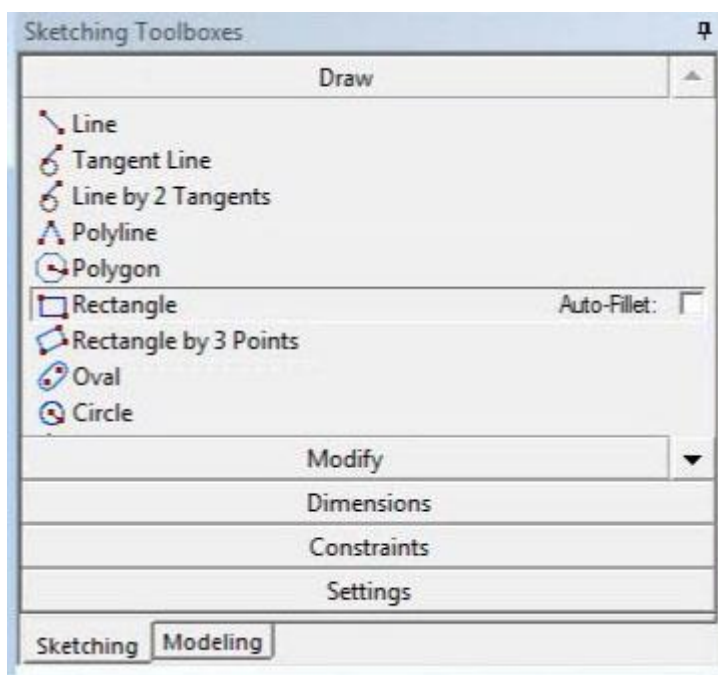 Sketching Toolboxes
Draw
Line
Tangent Line
Line by 2 Tangents
Polyline
Polygon
Rectangle Auto-Fillet:
Rectangle by 3 Points
Oval
Circle
Modify
Dimensions
Constraints
Settings
Sketching Modeling